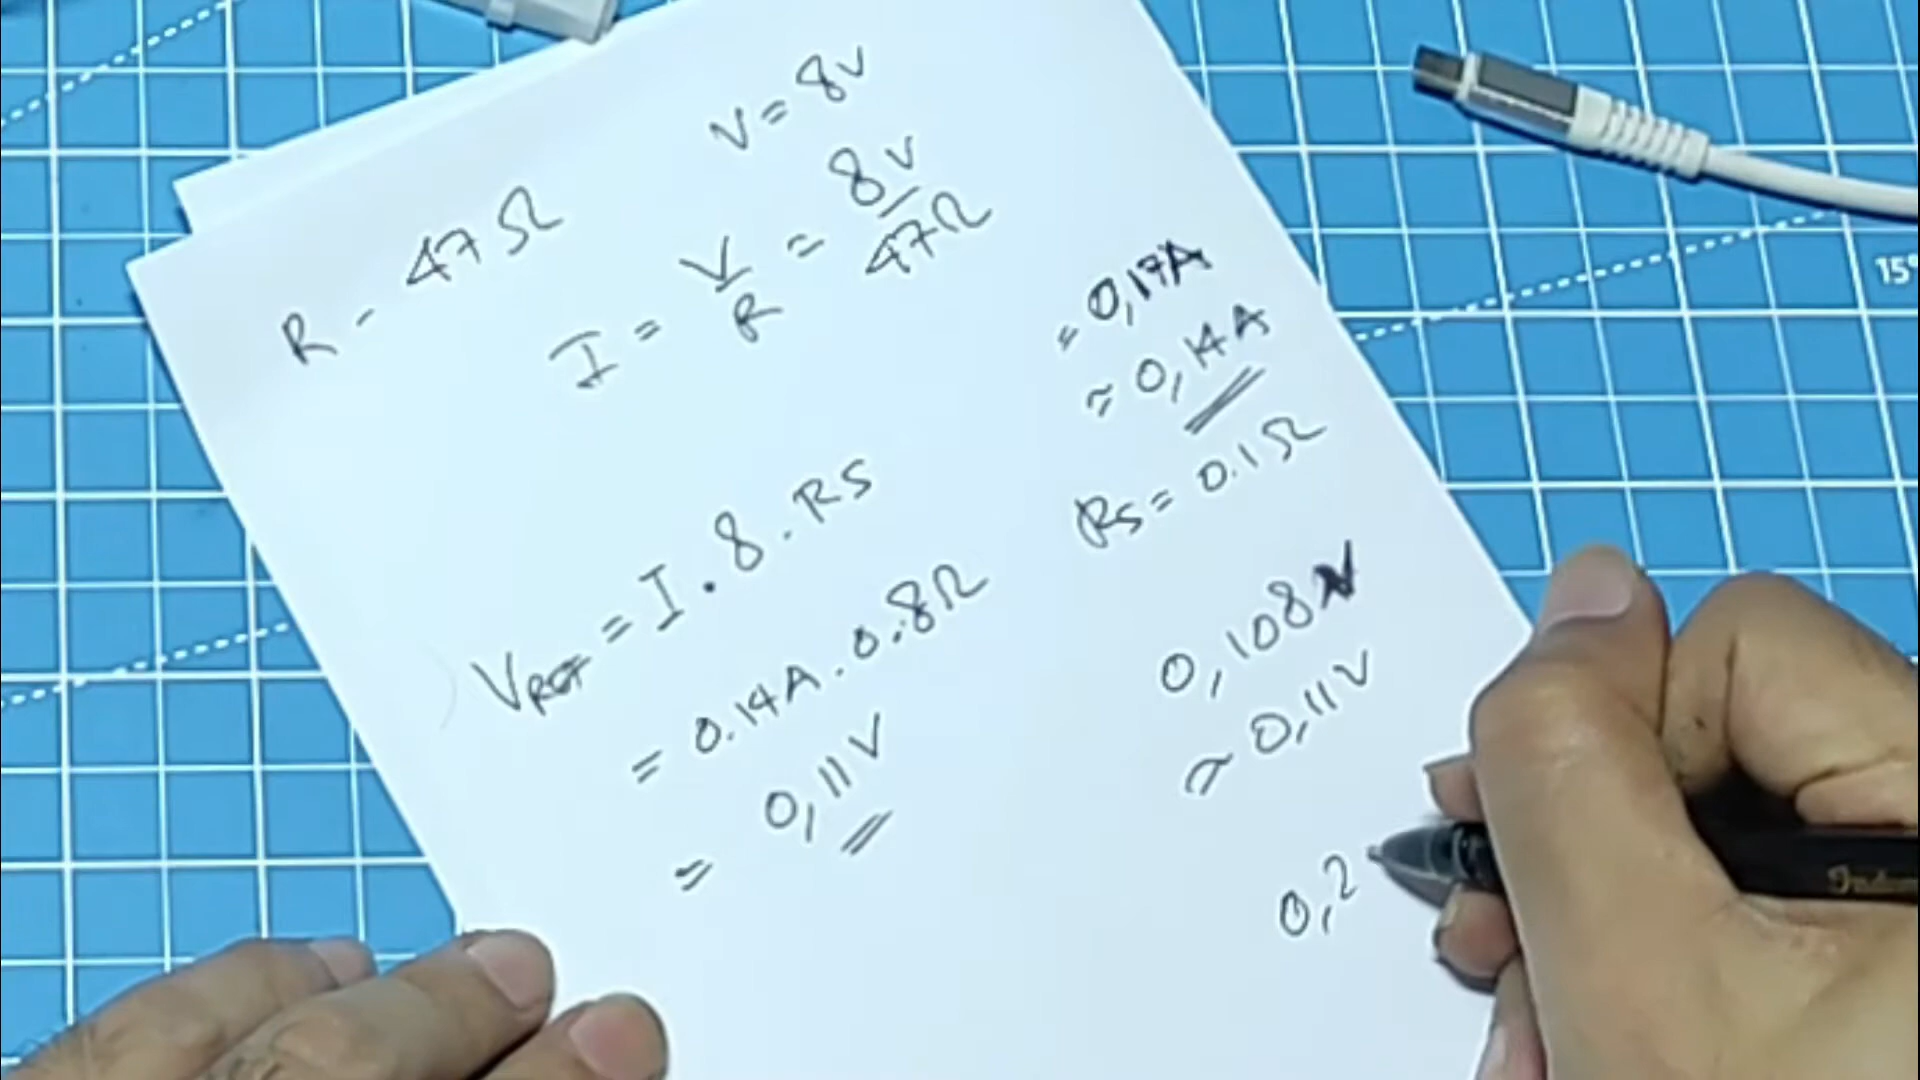 V = 8V
R - 47Ω
I = V/R = 8V/47Ω
= 0,17A
≈ 0,14A
Rs = 0.1Ω
VREF = I . 8 . RS
= 0.14A . 0.8Ω
= 0,11V
0,108V
≈ 0,11V
0,2
15°